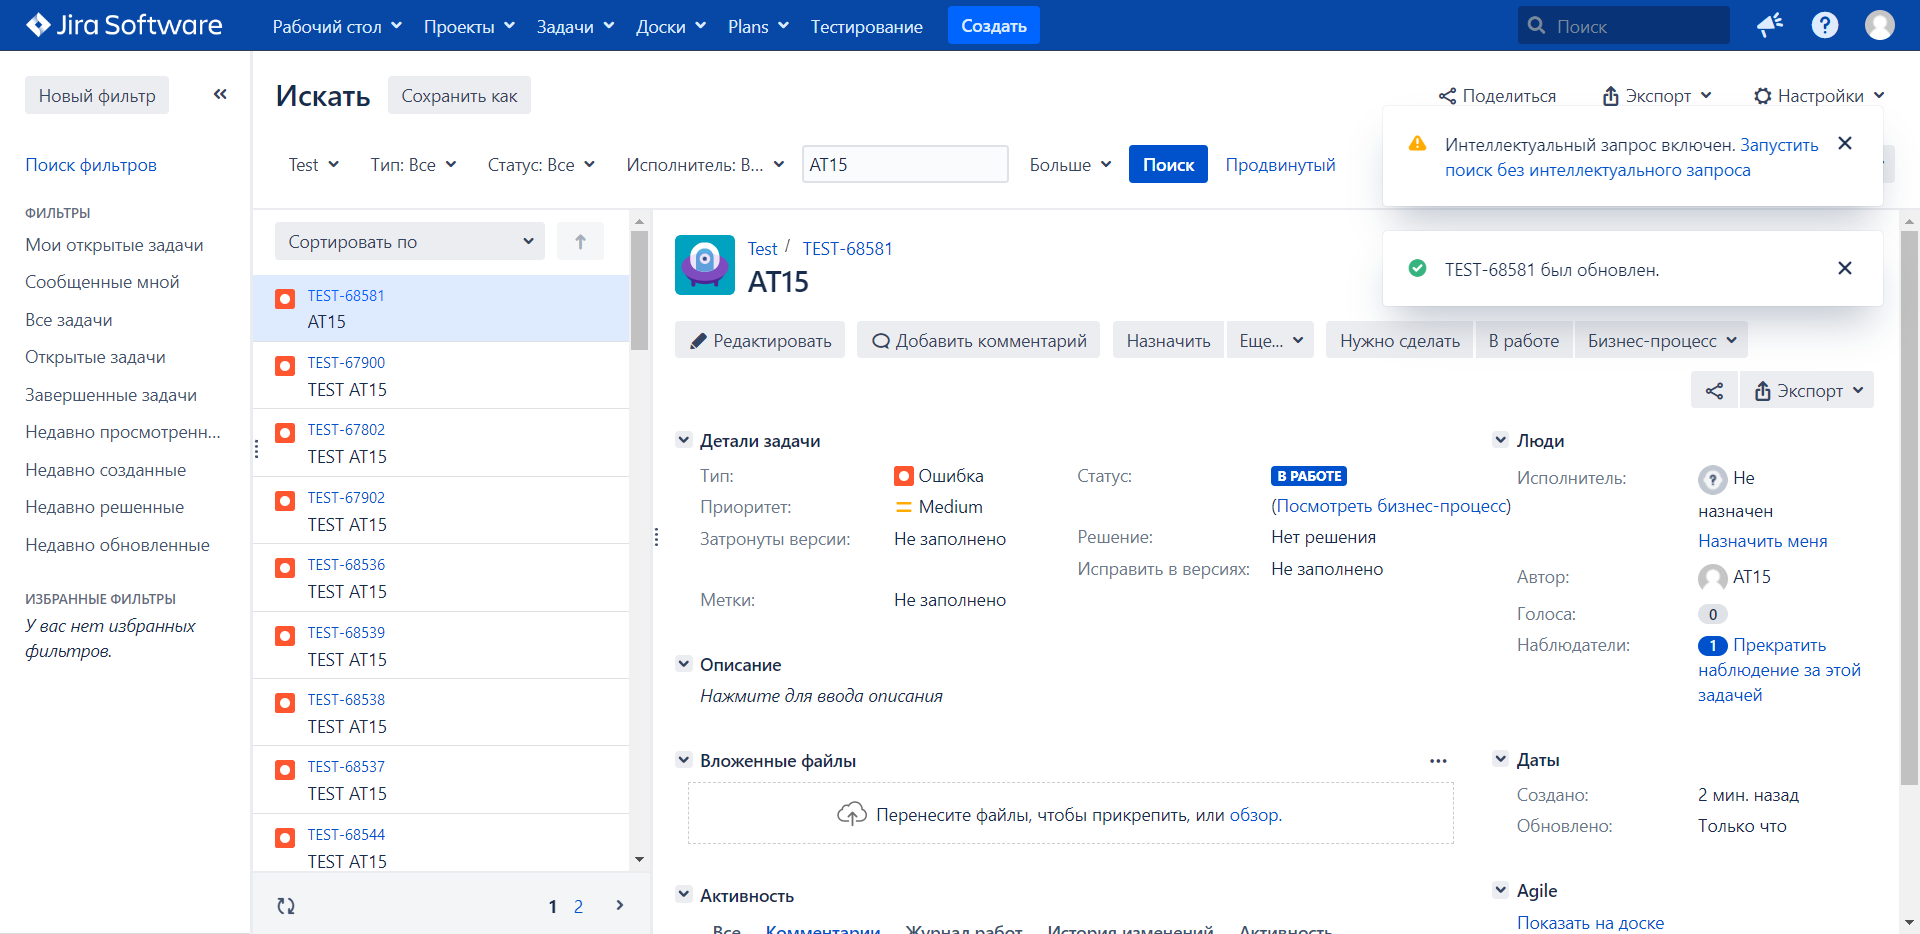 Jira Software
Рабочий стол
Проекты
Задачи
Доски
Plans
Тестирование
Создать
Поиск
Новый фильтр
Поиск фильтров
ФИЛЬТРЫ
Мои открытые задачи
Сообщенные мной
Все задачи
Открытые задачи
Завершенные задачи
Недавно просмотренн...
Недавно созданные
Недавно решенные
Недавно обновленные
ИЗБРАННЫЕ ФИЛЬТРЫ
У вас нет избранных
фильтров.
Искать
Сохранить как
Поделиться
Экспорт
Настройки
Test
Тип: Все
Статус: Все
Исполнитель: В...
AT15
Больше
Поиск
Продвинутый
Интеллектуальный запрос включен. Запустить
поиск без интеллектуального запроса
TEST-68581 был обновлен.
Сортировать по
TEST-68581
AT15
TEST-67900
TEST AT15
TEST-67802
TEST AT15
TEST-67902
TEST AT15
TEST-68536
TEST AT15
TEST-68539
TEST AT15
TEST-68538
TEST AT15
TEST-68537
TEST AT15
TEST-68544
TEST AT15
1 2
Test / TEST-68581
AT15
Редактировать
Добавить комментарий
Назначить
Еще...
Нужно сделать
В работе
Бизнес-процесс
Экспорт
Детали задачи
Тип: Ошибка
Приоритет: Medium
Затронуты версии: Не заполнено
Метки: Не заполнено
Статус: В РАБОТЕ
(Посмотреть бизнес-процесс)
Решение: Нет решения
Исправить в версиях: Не заполнено
Описание
Нажмите для ввода описания
Вложенные файлы
Перенесите файлы, чтобы прикрепить, или обзор.
Активность
Все
Комментарии
Журнал работ
История изменений
Активность
Люди
Исполнитель: Не
назначен
Назначить меня
Автор: AT15
Голоса: 0
Наблюдатели: 1 Прекратить
наблюдение за этой
задачей
Даты
Создано: 2 мин. назад
Обновлено: Только что
Agile
Показать на доске